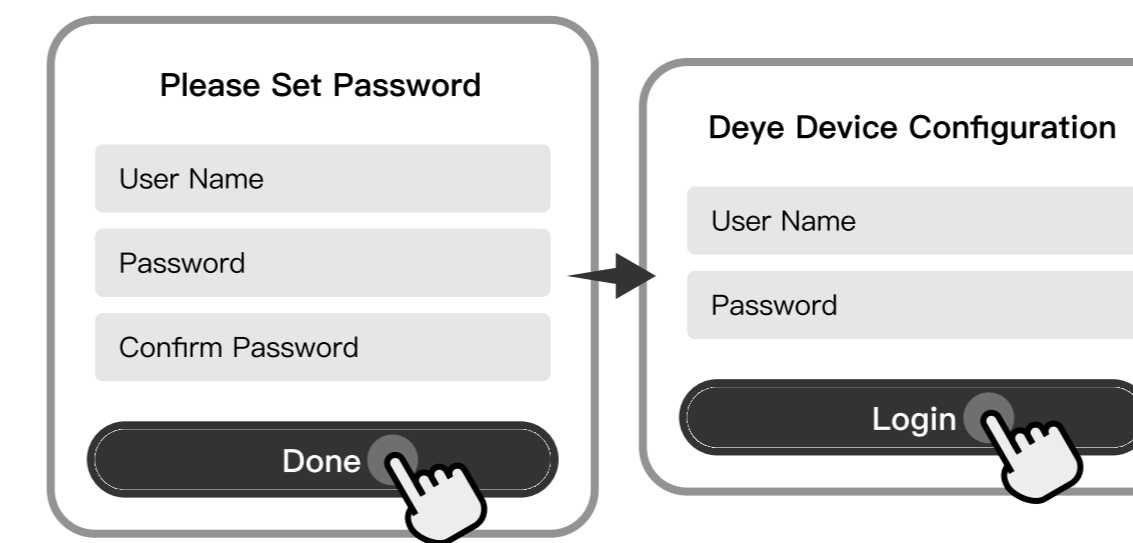 Please Set Password
User Name
Password
Confirm Password
Done
Deye Device Configuration
User Name
Password
Login